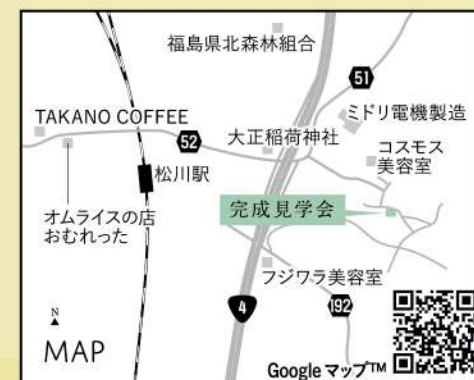 福島県北森林組合
51
ミドリ電機製造
TAKANO COFFEE
52
大正稲荷神社
コスモス
美容室
松川駅
オムライスの店
おむれった
完成見学会
フジワラ美容室
192
4
N
MAP
Google マップ™